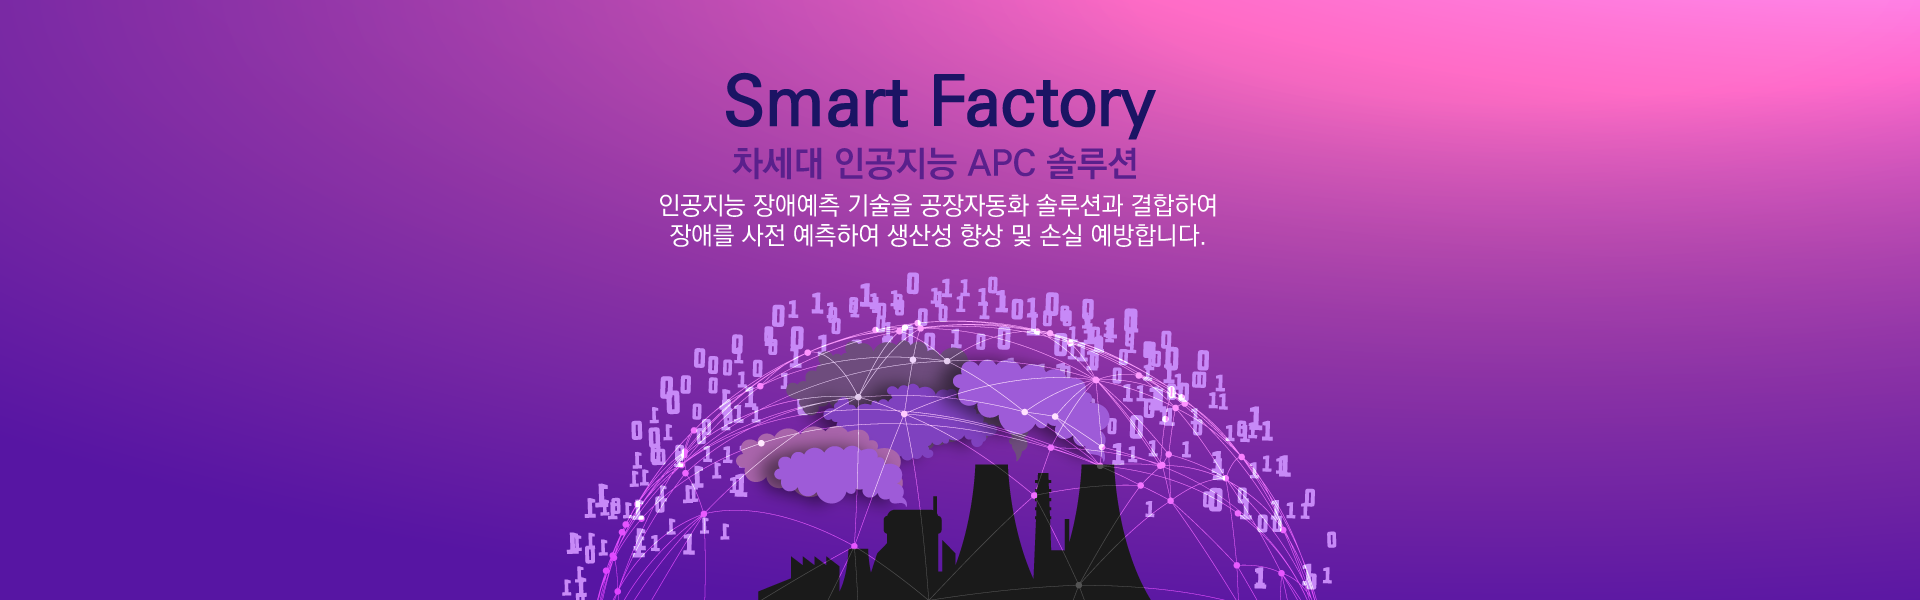 Smart Factory
차세대 인공지능 APC 솔루션
인공지능 장애예측 기술을 공장자동화 솔루션과 결합하여
장애를 사전 예측하여 생산성 향상 및 손실 예방합니다.